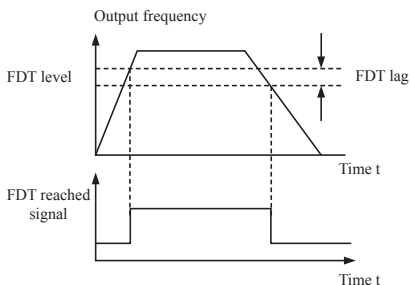 Output frequency
FDT level
FDT lag
Time t
FDT reached
signal
Time t